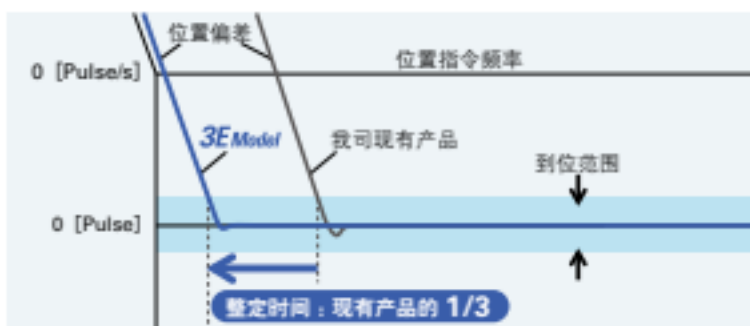 位置偏差
位置指令频率
0 [Pulse/s]
3E Model
我司现有产品
到位范围
0 [Pulse]
整定时间：现有产品的 1/3